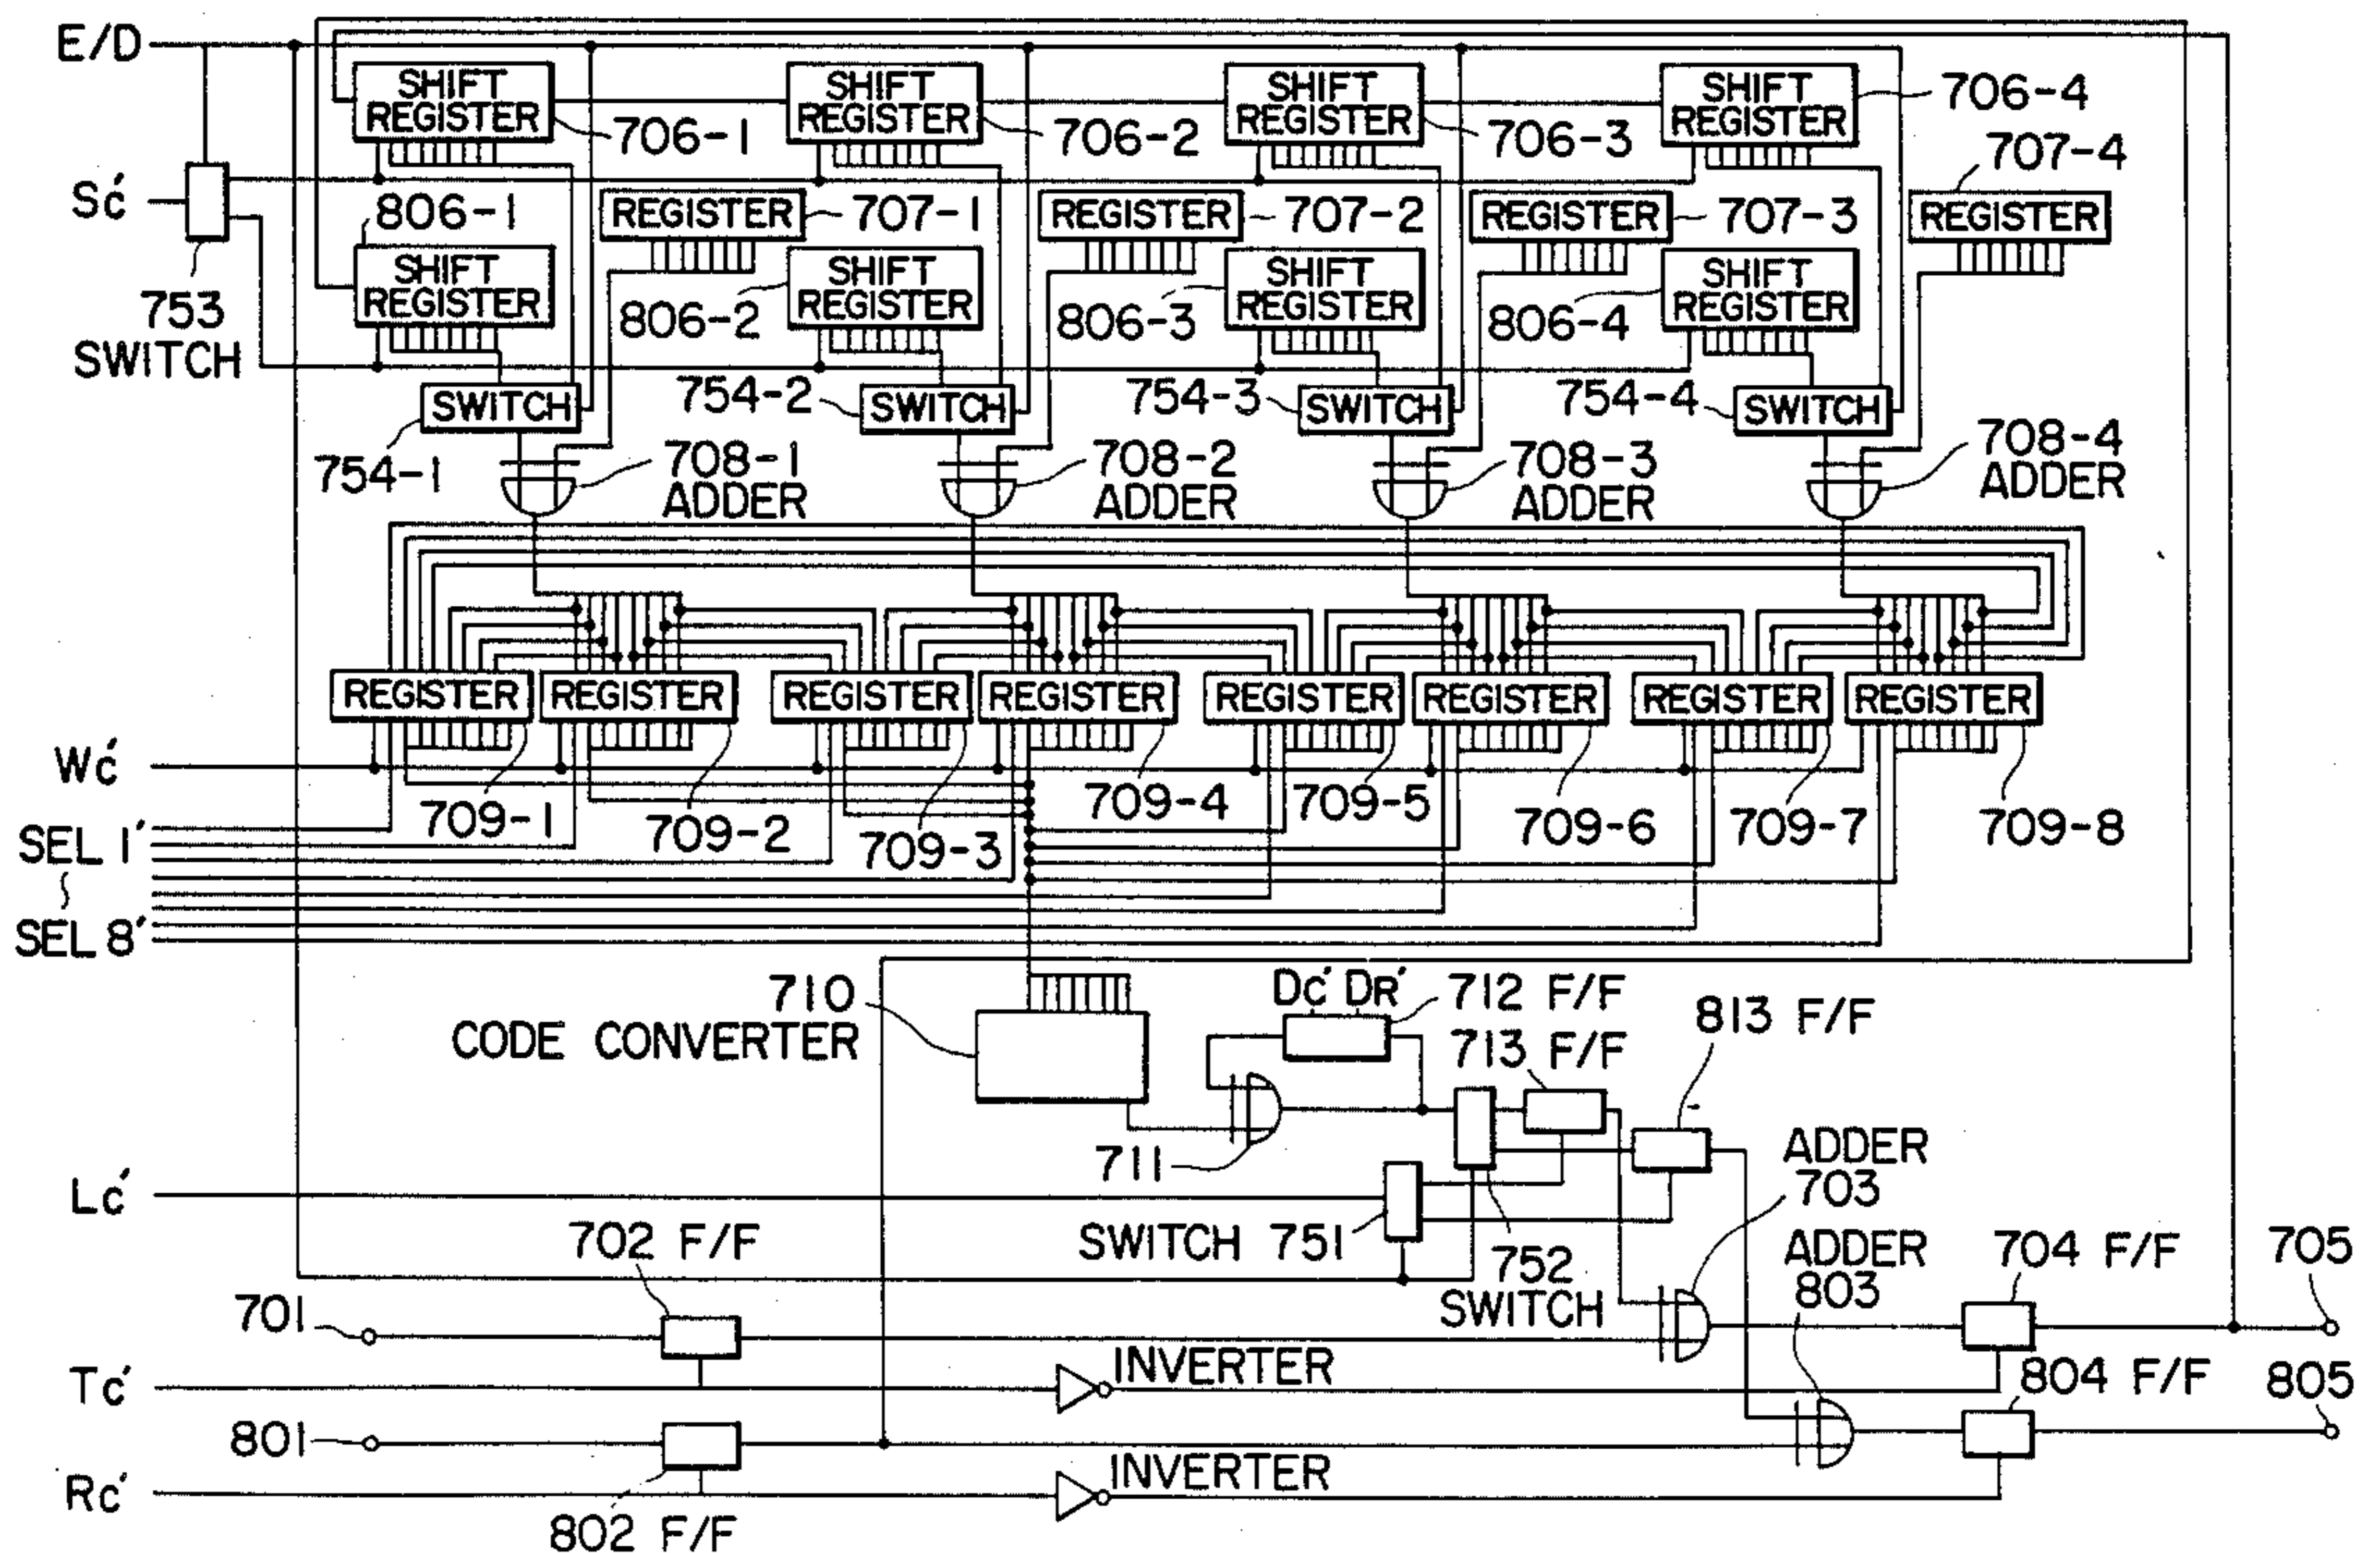 E/D
SHIFT
REGISTER
706-1
SHIFT
REGISTER
706-2
SHIFT
REGISTER
706-3
SHIFT
REGISTER
706-4
707-4
Sc'
806-1
REGISTER
707-1
REGISTER
707-2
REGISTER
707-3
REGISTER
753
SWITCH
SHIFT
REGISTER
806-2
SHIFT
REGISTER
806-3
SHIFT
REGISTER
806-4
SHIFT
REGISTER
SWITCH
754-2
SWITCH
754-3
SWITCH
754-4
SWITCH
754-1
708-1
ADDER
708-2
ADDER
708-3
ADDER
708-4
ADDER
REGISTER
REGISTER
REGISTER
REGISTER
REGISTER
REGISTER
REGISTER
REGISTER
Wc'
709-1
709-2
709-3
709-4
709-5
709-6
709-7
709-8
SEL 1'
SEL 8'
710
CODE CONVERTER
Dc' DR'
712 F/F
713 F/F
813 F/F
711
ADDER
703
Lc'
SWITCH 751
752
SWITCH
702 F/F
ADDER
803
704 F/F
705
701
Tc'
INVERTER
804 F/F
805
801
Rc'
INVERTER
802 F/F